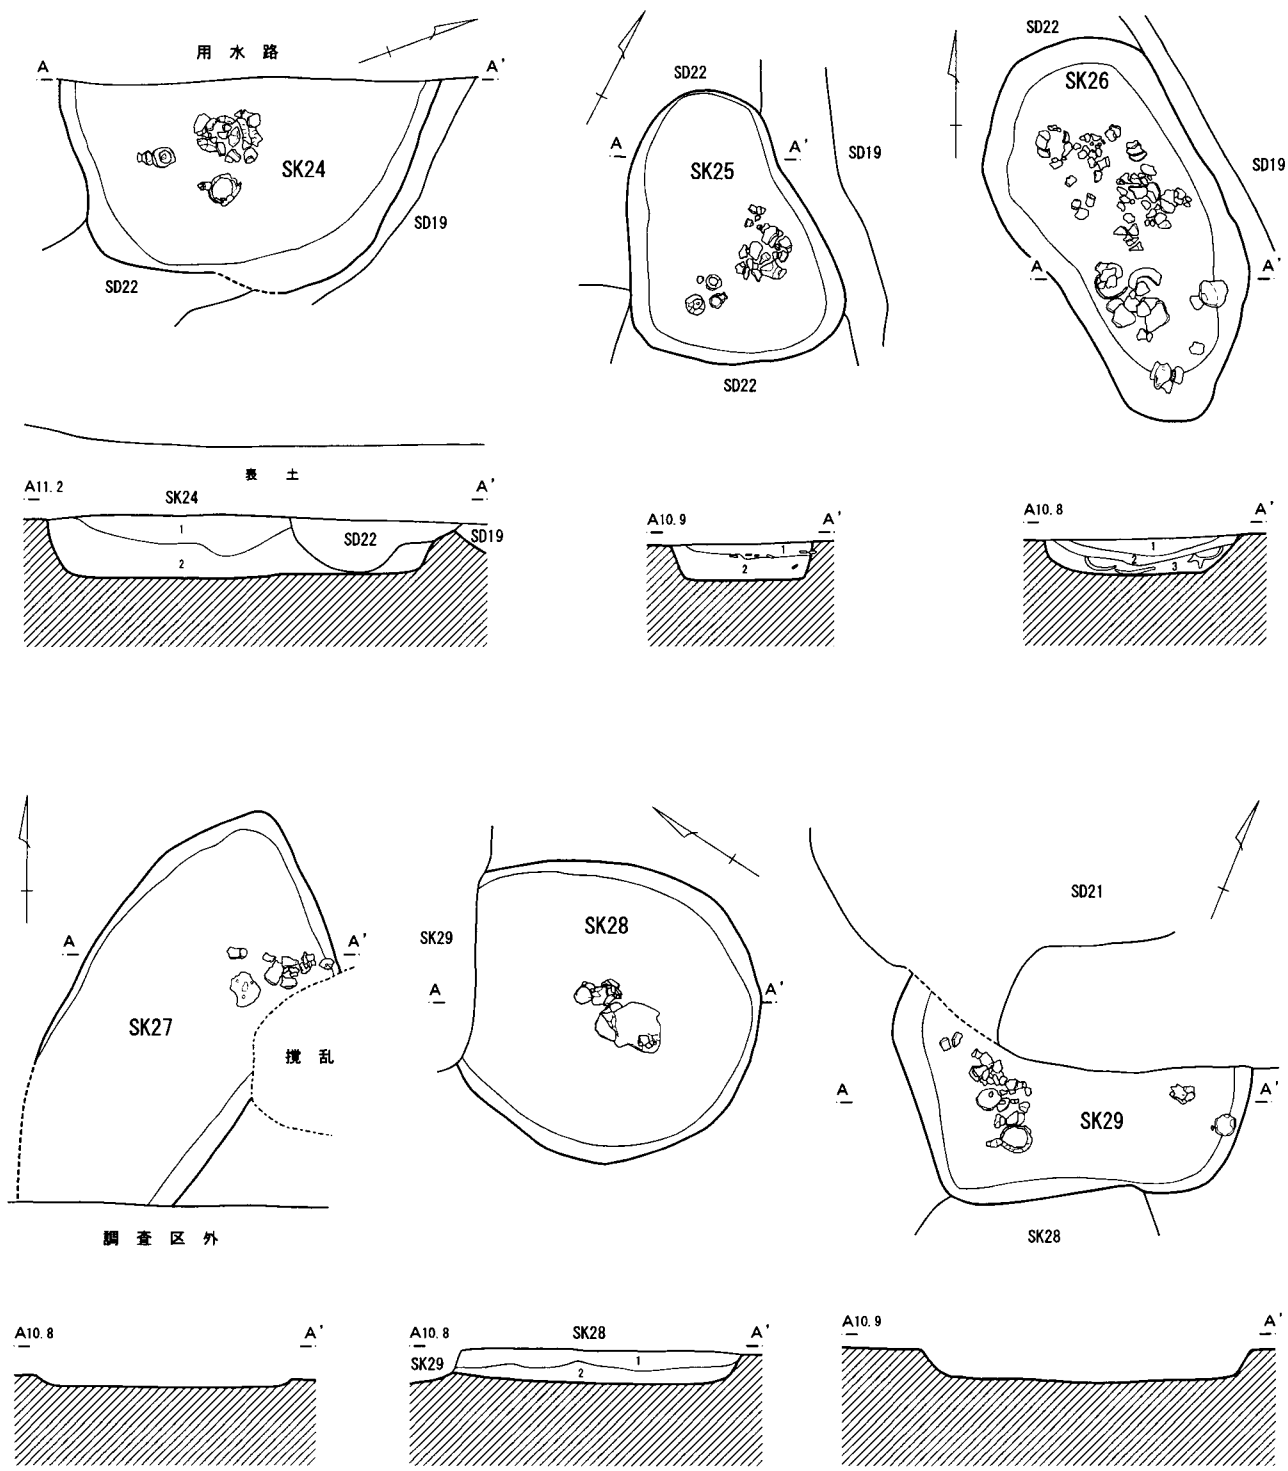 用水路
A
A'
SK24
SD19
SD22
SD22
A
A'
SK25
SD19
SD22
SD22
SK26
SD19
A
A'
表土
A11.2
SK24
A'
1
SD22
SD19
2
A10.9
A'
1
2
A10.8
A'
1
2
3
A
A'
SK27
攪乱
調査区外
SK29
SK28
A
A'
SD21
A
A'
SK29
SK28
A10.8
A'
A10.8
SK28
A'
SK29
1
2
A10.9
A'